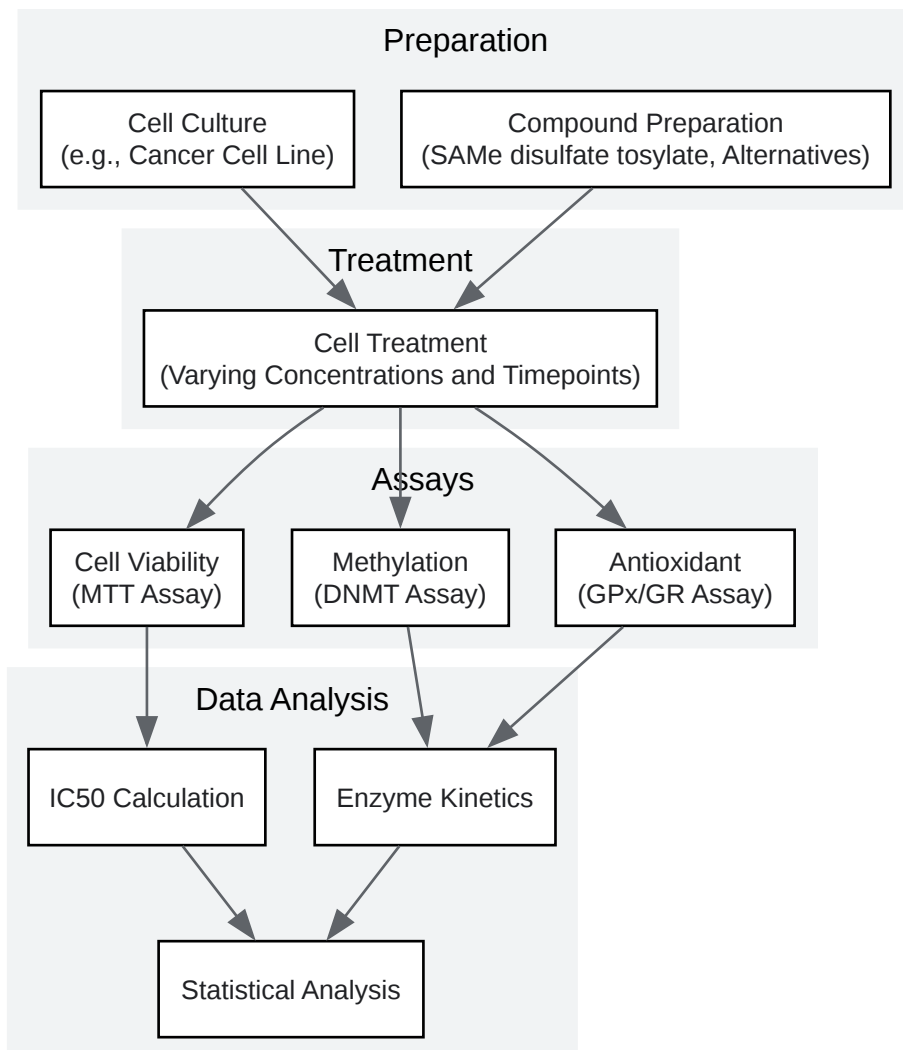 Preparation
Cell Culture
(e.g., Cancer Cell Line)
Compound Preparation
(SAMe disulfate tosylate, Alternatives)
Treatment
Cell Treatment
(Varying Concentrations and Timepoints)
Assays
Cell Viability
(MTT Assay)
Methylation
(DNMT Assay)
Antioxidant
(GPx/GR Assay)
Data Analysis
IC50 Calculation
Enzyme Kinetics
Statistical Analysis